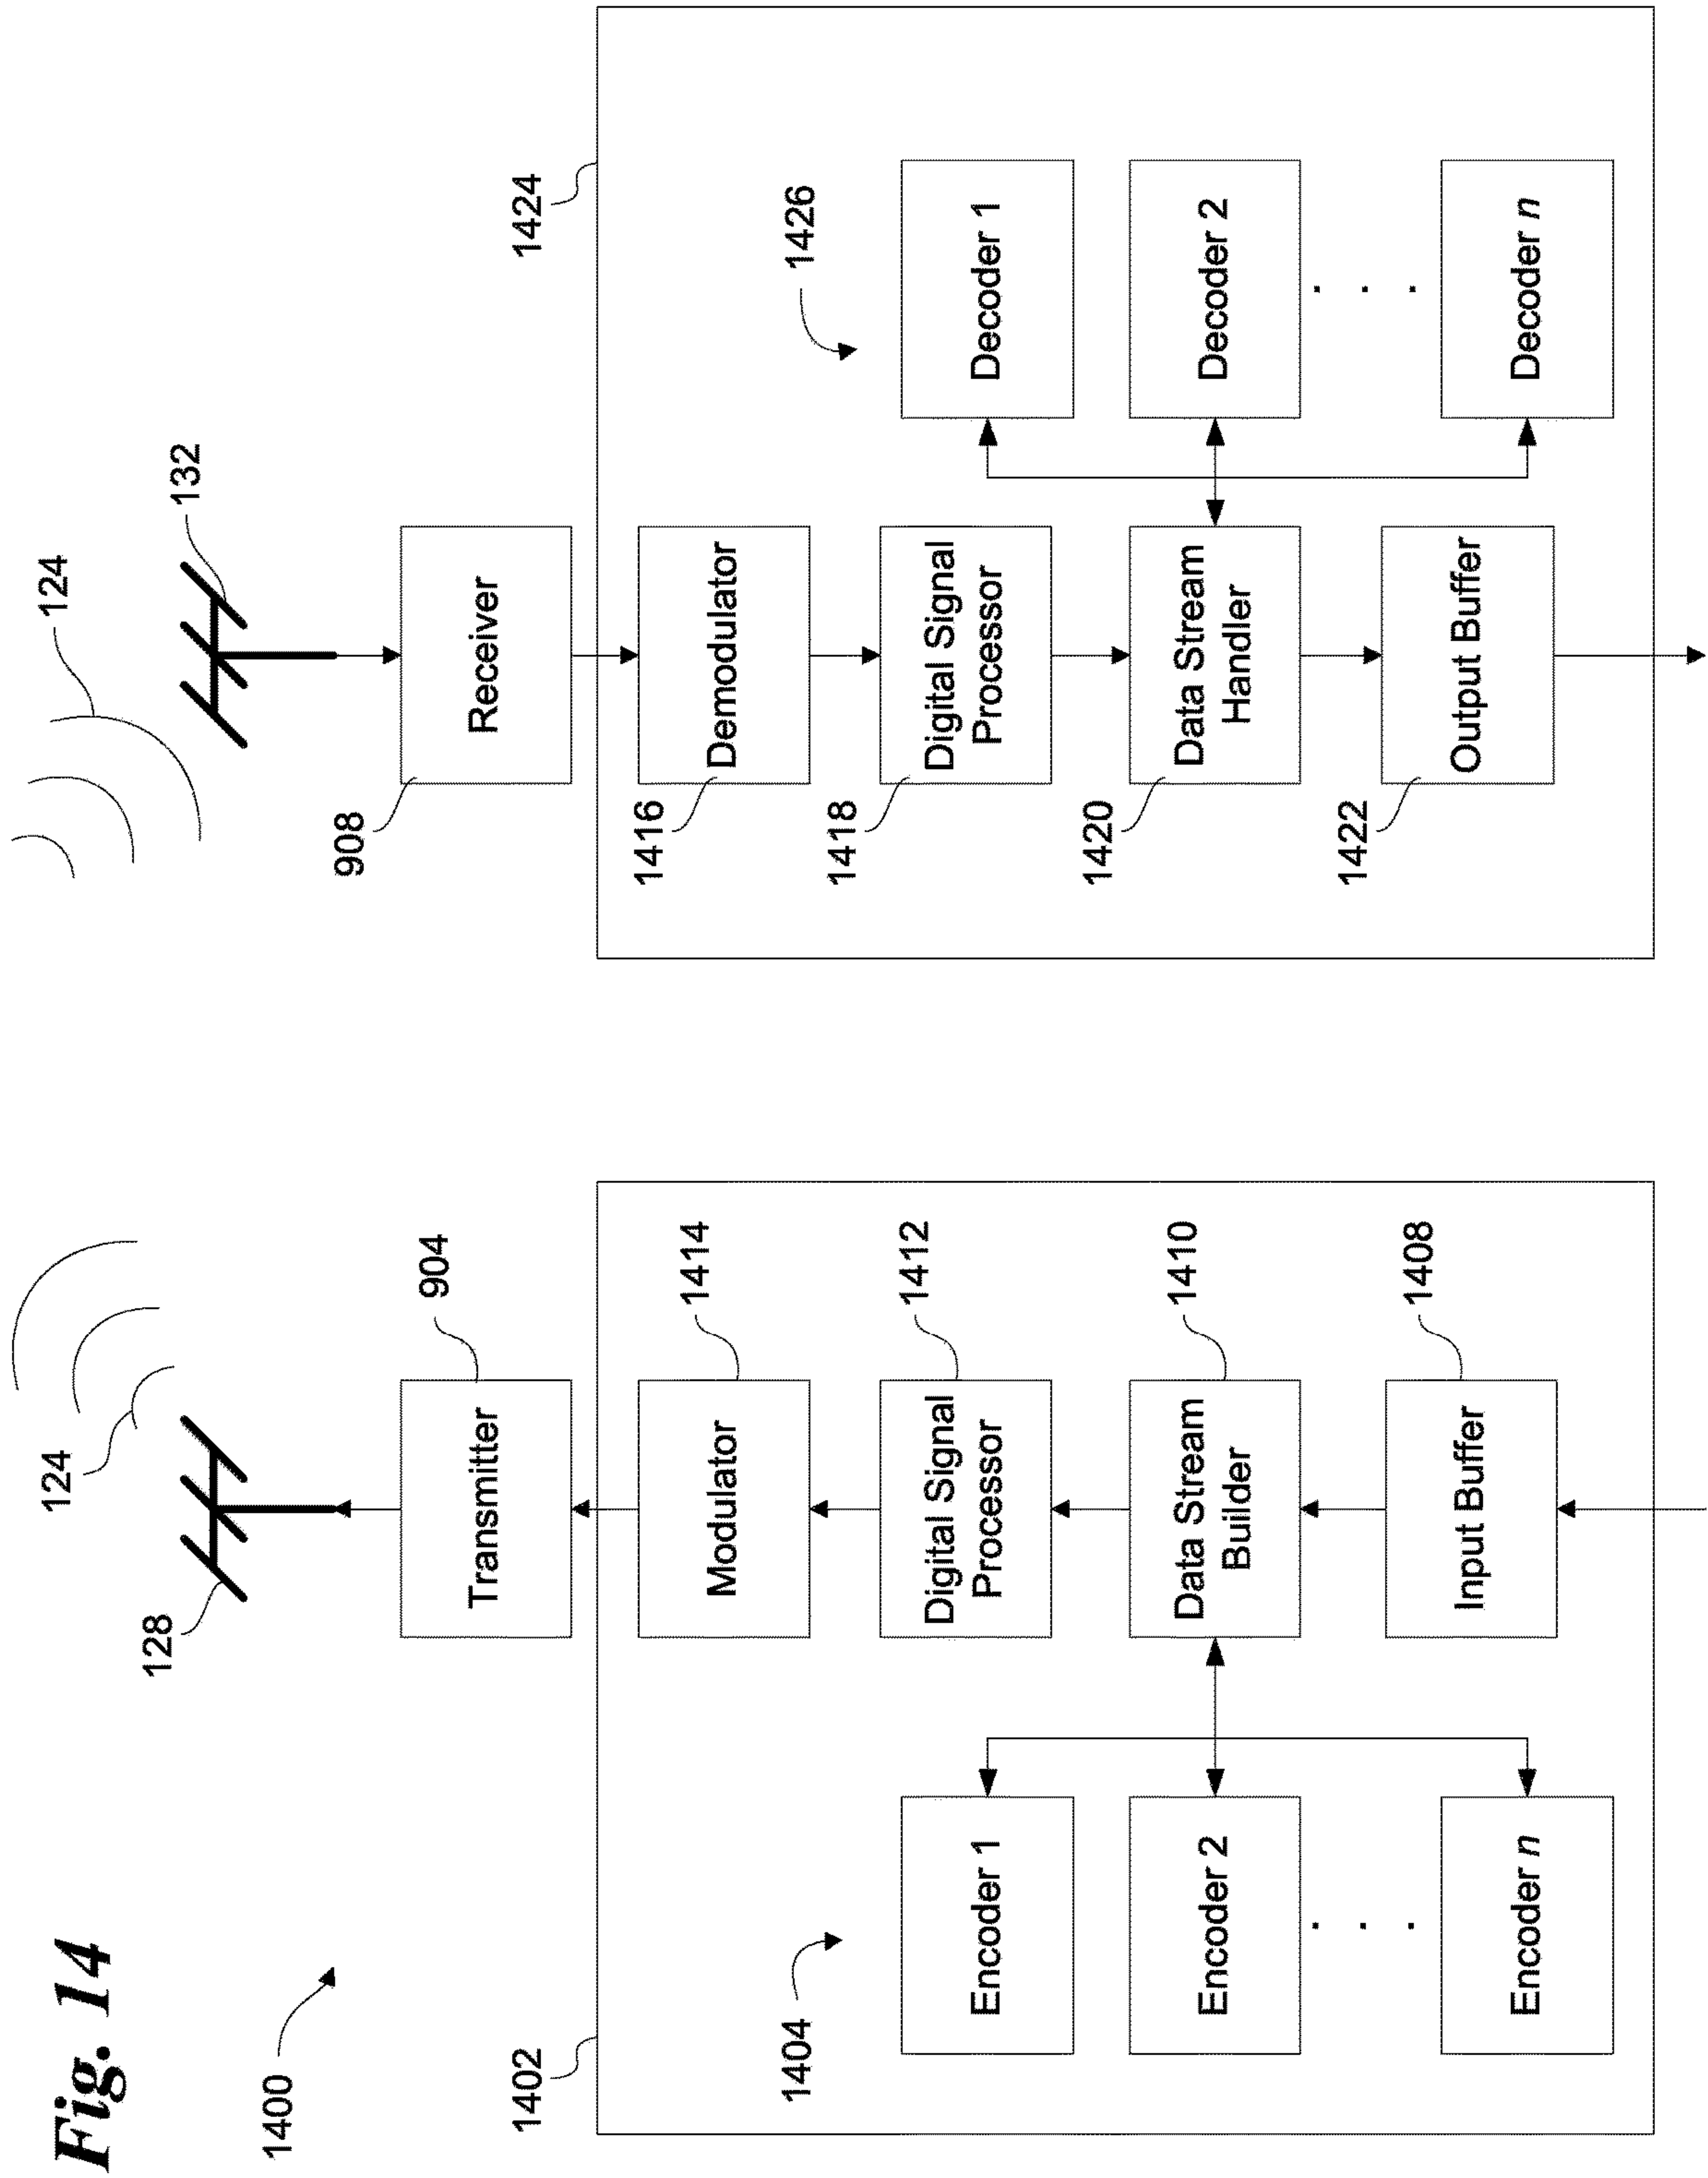 Fig. 14
1400
124
128
904
Transmitter
1402
1404
Encoder 1
Encoder 2
. . .
Encoder n
Modulator
1414
Digital Signal
Processor
1412
Data Stream
Builder
1410
Input Buffer
1408
124
132
908
Receiver
1424
1416
Demodulator
1418
Digital Signal
Processor
1420
Data Stream
Handler
1422
Output Buffer
1426
Decoder 1
Decoder 2
. . .
Decoder n